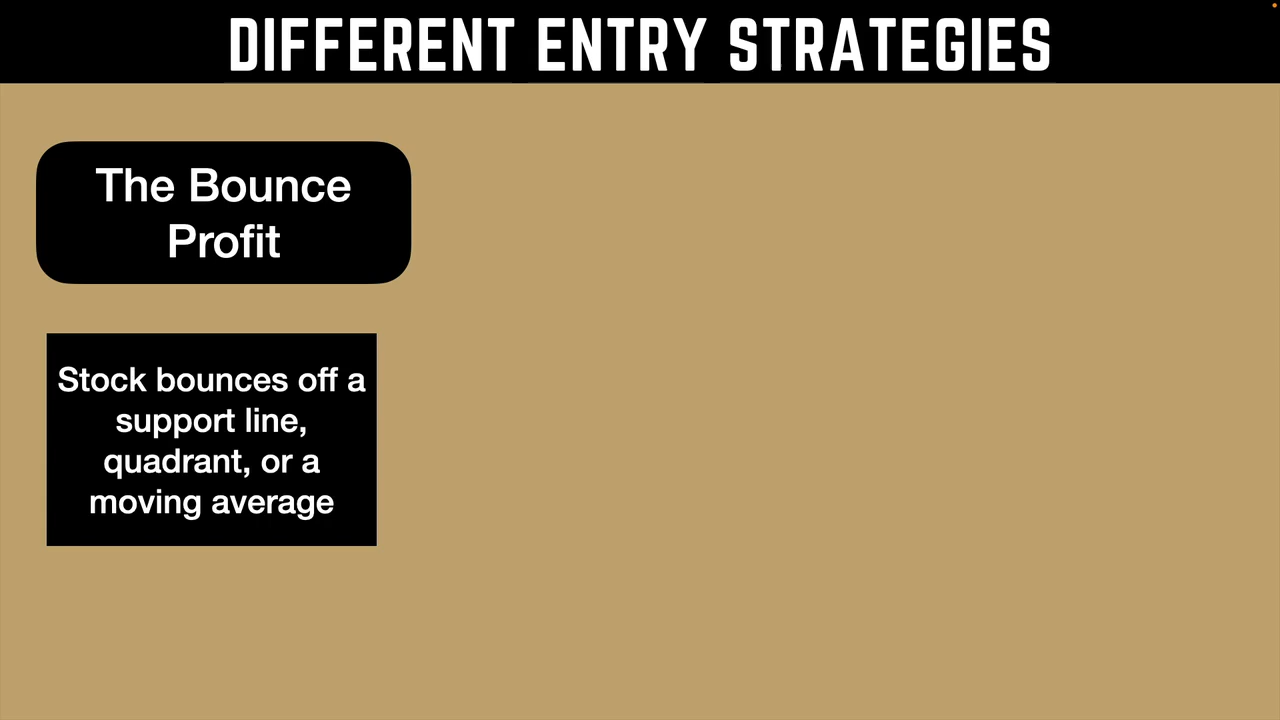 DIFFERENT ENTRY STRATEGIES
The Bounce
Profit
Stock bounces off a
support line,
quadrant, or a
moving average